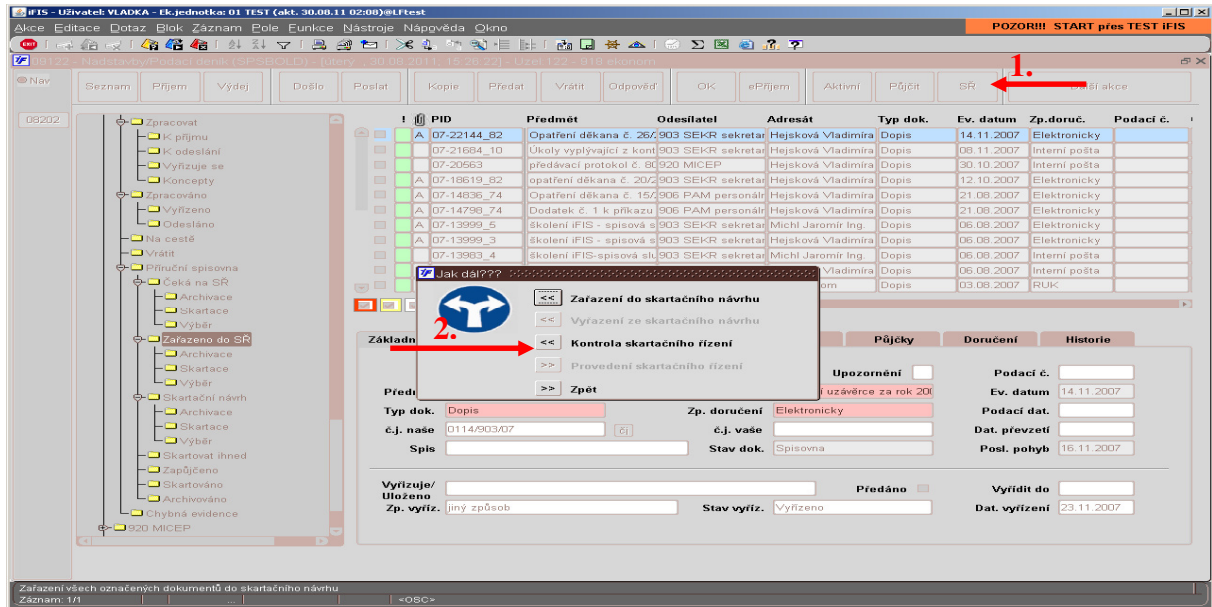 iFIS - Uživatel: VLADKA - Ek.jednotka: 01 TEST (akt. 30.08.11 02:08)@LFtest
Akce Editace Dotaz Blok Záznam Pole Funkce Nástroje Nápověda Okno
POZOR!!! START přes TEST iFIS
EXIT
08122 - Nadstavby/Podací deník (SPSBOLD) - [úterý , 30.08.2011, 15:26:22] - Uzel 122 - 918 ekonom
1.
Nav
Seznam Příjem Výdej Došlo Poslat Kopie Předat Vrátit Odpověď OK ePříjem Aktivní Půjčit SŘ Další akce
08202
Zpracovat
K příjmu
K odeslání
Vyřizuje se
Koncepty
Zpracováno
Vyřízeno
Odesláno
Na cestě
Vrátit
Příruční spisovna
Čeká na SŘ
Archivace
Skartace
Výběr
Zařazeno do SŘ
Archivace
Skartace
Výběr
Skartační návrh
Archivace
Skartace
Výběr
Skartovat ihned
Zapůjčeno
Skartováno
Archivováno
Chybná evidence
920 MICEP
! PID Předmět Odesílatel Adresát Typ dok. Ev. datum Zp.doruč. Podací č.
A 07-22144_82 Opatření děkana č. 26/ 903 SEKR sekretar Hejsková Vladimíra Dopis 14.11.2007 Elektronicky
07-21684_10 Úkoly vyplývající z kont 903 SEKR sekretar Hejsková Vladimíra Dopis 08.11.2007 Interní pošta
07-20563 předávací protokol č. 80 920 MICEP Hejsková Vladimíra Dopis 30.10.2007 Interní pošta
A 07-18619_82 opatření děkana č. 20/2 903 SEKR sekretar Hejsková Vladimíra Dopis 12.10.2007 Elektronicky
A 07-14836_74 Opatření děkana č. 15/ 906 PAM personáln Hejsková Vladimíra Dopis 21.08.2007 Elektronicky
A 07-14798_74 Dodatek č. 1 k příkazu 906 PAM personáln Hejsková Vladimíra Dopis 21.08.2007 Elektronicky
A 07-13999_5 školení iFIS - spisová s 903 SEKR sekretar Michl Jaromír Ing. Dopis 06.08.2007 Elektronicky
A 07-13999_3 školení iFIS - spisová s 903 SEKR sekretar Hejsková Vladimíra Dopis 06.08.2007 Elektronicky
07-13983_4 školení iFIS-spisová slu 903 SEKR sekretar Michl Jaromír Ing. Dopis 06.08.2007 Interní pošta
Vladimíra Dopis 06.08.2007 Interní pošta
om Dopis 03.08.2007 RUK
Jak dál???
<< Zařazení do skartačního návrhu
<< Vyřazení ze skartačního návrhu
2.
<< Kontrola skartačního řízení
>> Provedení skartačního řízení
>> Zpět
Základn Půjčky Doručení Historie
Upozornění Podací č.
Předm í uzávěrce za rok 200 Ev. datum 14.11.2007
Typ dok. Dopis Zp. doručení Elektronicky Podací dat.
č.j. naše 0114/903/07 čj č.j. vaše Dat. převzetí
Spis Stav dok. Spisovna Posl. pohyb 16.11.2007
Vyřizuje/
Uloženo Předáno Vyřídit do
Zp. vyříz. jiný způsob Stav vyříz. Vyřízeno Dat. vyřízení 23.11.2007
Zařazení všech označených dokumentů do skartačního návrhu
Záznam: 1/1 ... <OSC>